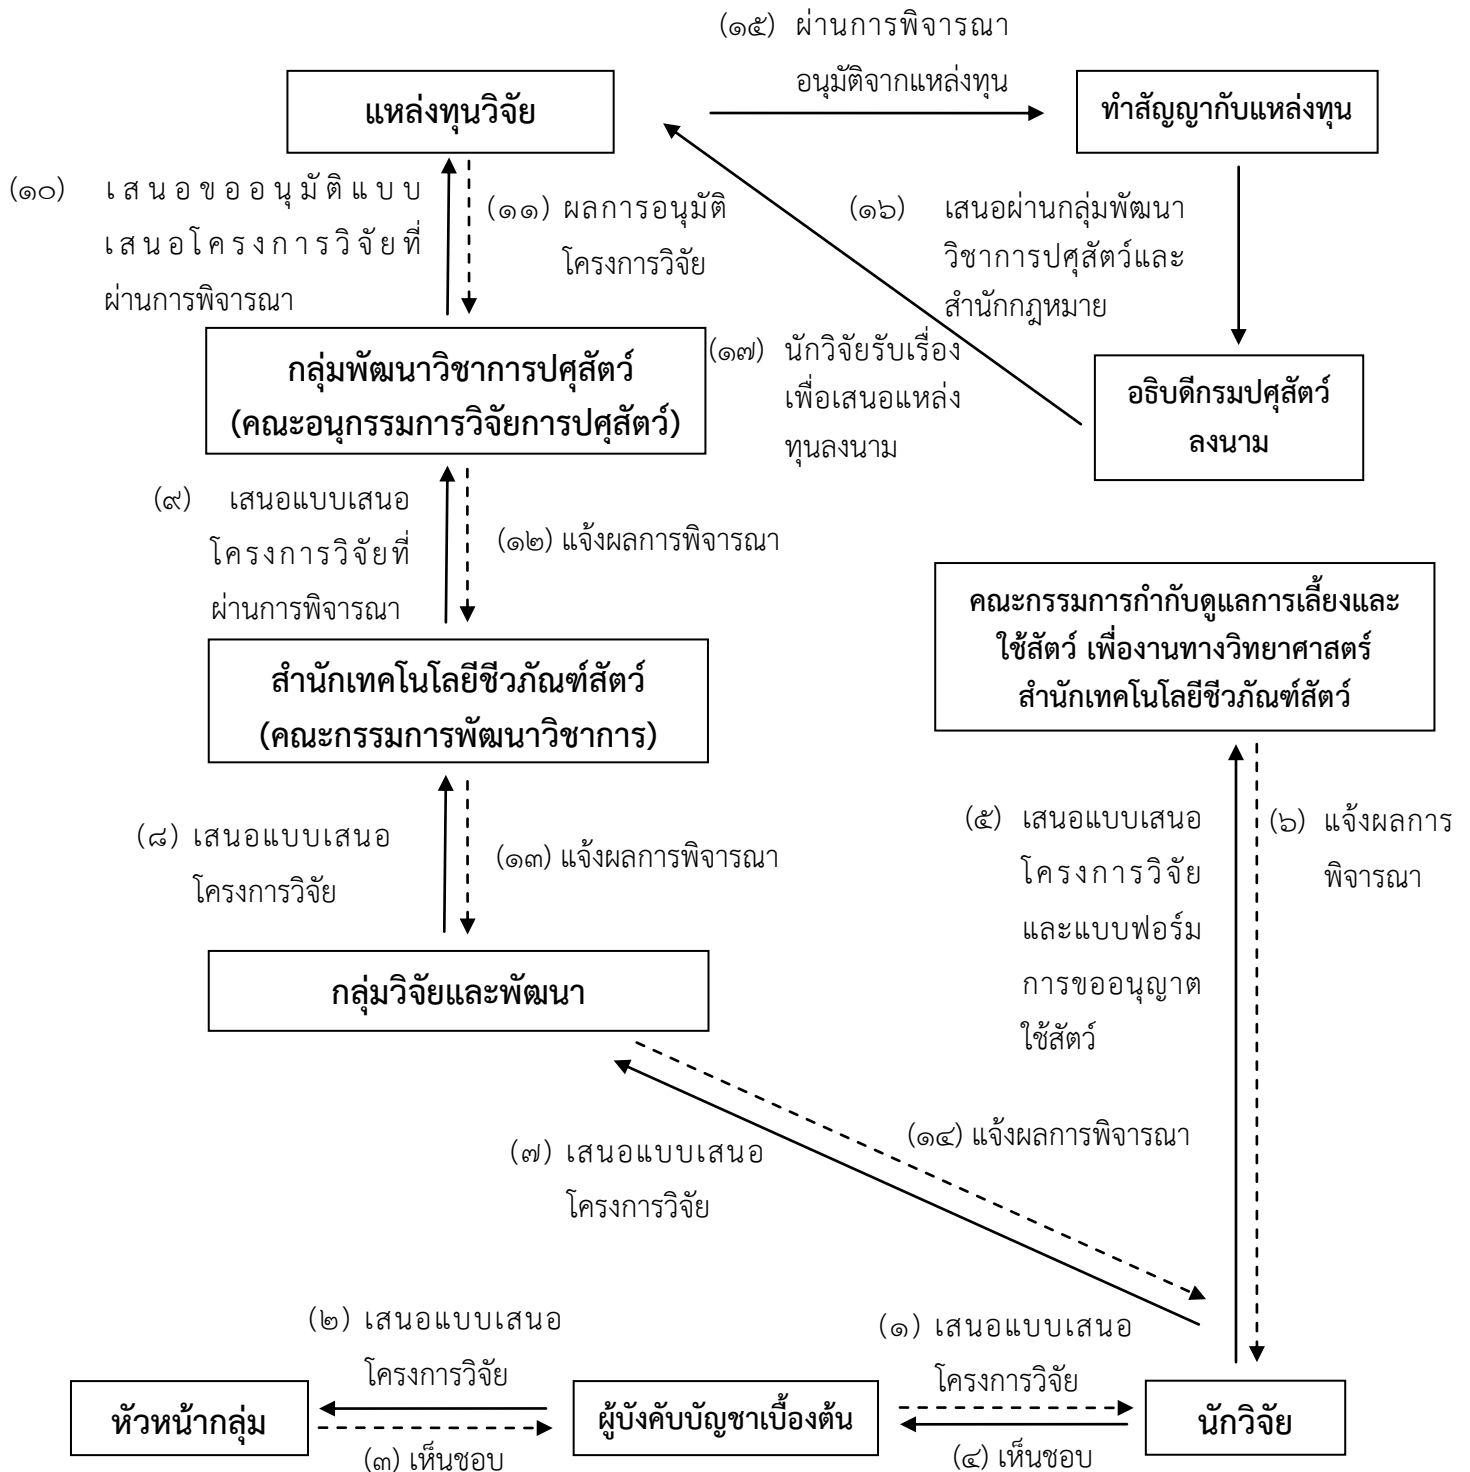 (๑๕) ผ่านการพิจารณา
อนุมัติจากแหล่งทุน
แหล่งทุนวิจัย
ทำสัญญากับแหล่งทุน
(๑๐) เสนอขออนุมัติแบบ
เสนอโครงการวิจัยที่
ผ่านการพิจารณา
(๑๑) ผลการอนุมัติ
โครงการวิจัย
(๑๖) เสนอผ่านกลุ่มพัฒนา
วิชาการปศุสัตว์และ
สำนักกฎหมาย
กลุ่มพัฒนาวิชาการปศุสัตว์
(คณะอนุกรรมการวิจัยการปศุสัตว์)
(๑๗) นักวิจัยรับเรื่อง
เพื่อเสนอแหล่ง
ทุนลงนาม
อธิบดีกรมปศุสัตว์
ลงนาม
(๙) เสนอแบบเสนอ
โครงการวิจัยที่
ผ่านการพิจารณา
(๑๒) แจ้งผลการพิจารณา
คณะกรรมการกำกับดูแลการเลี้ยงและ
ใช้สัตว์ เพื่องานทางวิทยาศาสตร์
สำนักเทคโนโลยีชีวภัณฑ์สัตว์
สำนักเทคโนโลยีชีวภัณฑ์สัตว์
(คณะกรรมการพัฒนาวิชาการ)
(๘) เสนอแบบเสนอ
โครงการวิจัย
(๑๓) แจ้งผลการพิจารณา
(๕) เสนอแบบเสนอ
โครงการวิจัย
และแบบฟอร์ม
การขออนุญาต
ใช้สัตว์
(๖) แจ้งผลการ
พิจารณา
กลุ่มวิจัยและพัฒนา
(๗) เสนอแบบเสนอ
โครงการวิจัย
(๑๔) แจ้งผลการพิจารณา
(๒) เสนอแบบเสนอ
โครงการวิจัย
(๑) เสนอแบบเสนอ
โครงการวิจัย
หัวหน้ากลุ่ม
ผู้บังคับบัญชาเบื้องต้น
นักวิจัย
(๓) เห็นชอบ
(๔) เห็นชอบ